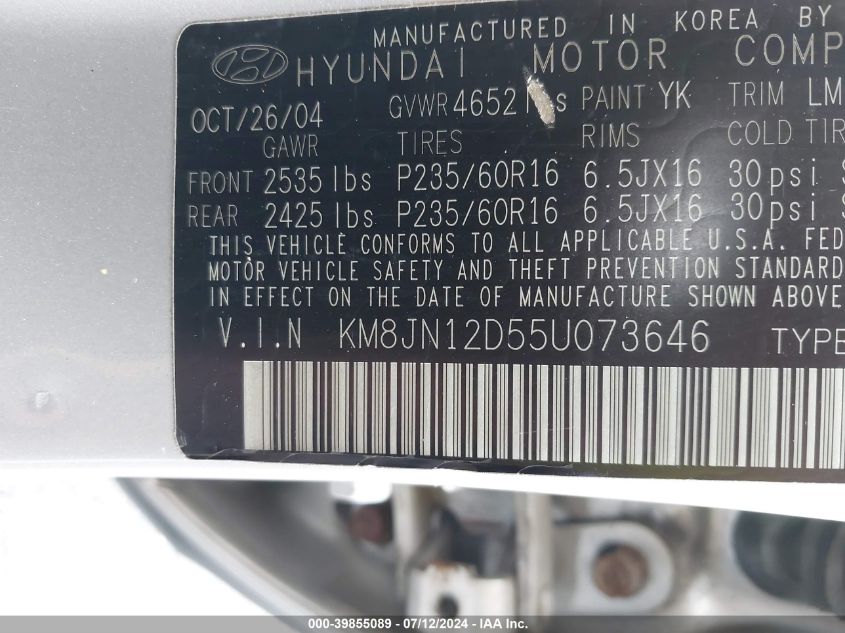 MANUFACTURED IN KOREA BY
HYUNDAI MOTOR COMP
OCT/26/04 GVWR 4652 PAINT YK TRIM LM
GAWR TIRES RIMS COLD TIR
FRONT 2535 lbs P235/60R16 6.5JX16 30psi S
REAR 2425 lbs P235/60R16 6.5JX16 30psi S
THIS VEHICLE CONFORMS TO ALL APPLICABLE U.S.A. FED
MOTOR VEHICLE SAFETY AND THEFT PREVENTION STANDARD
IN EFFECT ON THE DATE OF MANUFACTURE SHOWN ABOVE
V.I.N KM8JN12D55U073646 TYPE
000-39855089 - 07/12/2024 - IAAI.com